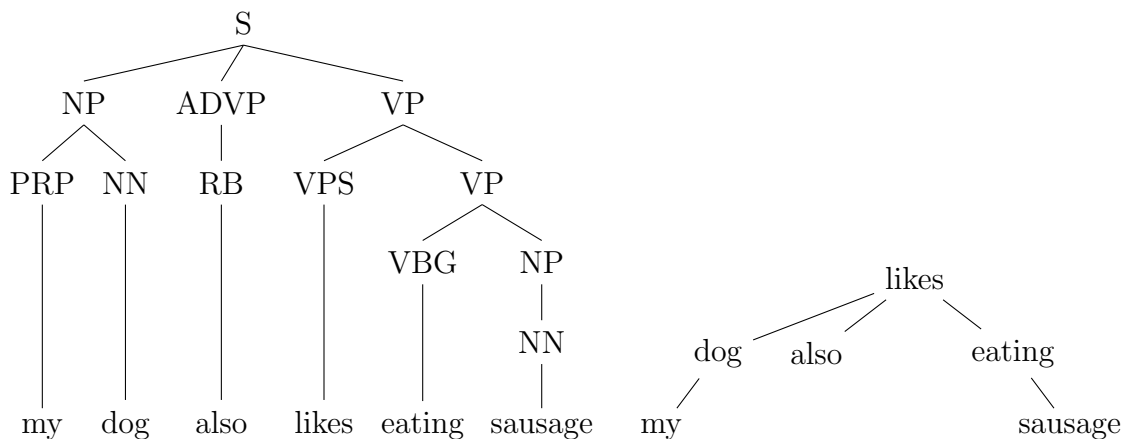 S
NP ADVP VP
PRP NN RB VPS VP
VBG NP
likes
NN
dog also eating
my dog also likes eating sausage my sausage